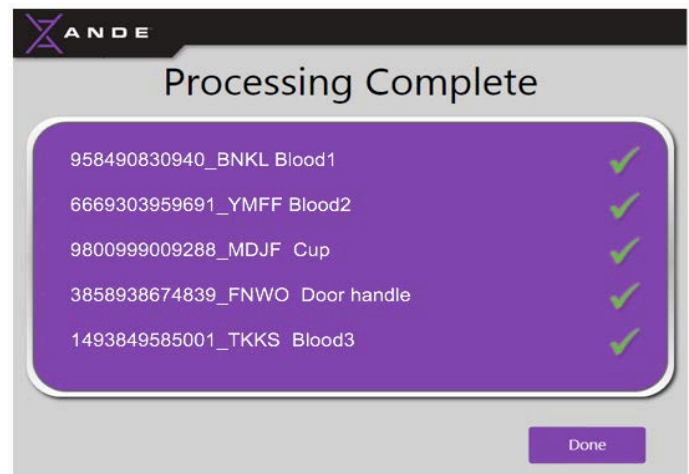 ANDE
Processing Complete
958490830940_BNKL Blood1
6669303959691_YMFF Blood2
9800999009288_MDJF Cup
3858938674839_FNWO Door handle
1493849585001_TKKS Blood3
Done